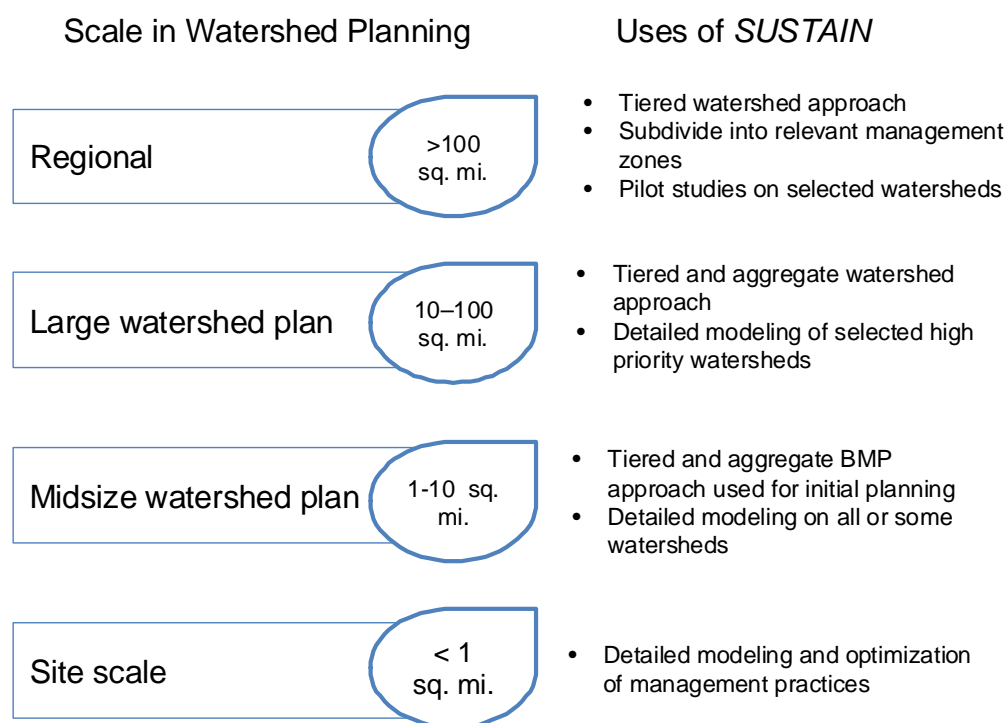 Scale in Watershed Planning
Uses of SUSTAIN
Regional
>100
sq. mi.
• Tiered watershed approach
• Subdivide into relevant management
zones
• Pilot studies on selected watersheds
Large watershed plan
10–100
sq. mi.
• Tiered and aggregate watershed
approach
• Detailed modeling of selected high
priority watersheds
Midsize watershed plan
1-10 sq.
mi.
• Tiered and aggregate BMP
approach used for initial planning
• Detailed modeling on all or some
watersheds
Site scale
< 1
sq. mi.
• Detailed modeling and optimization
of management practices